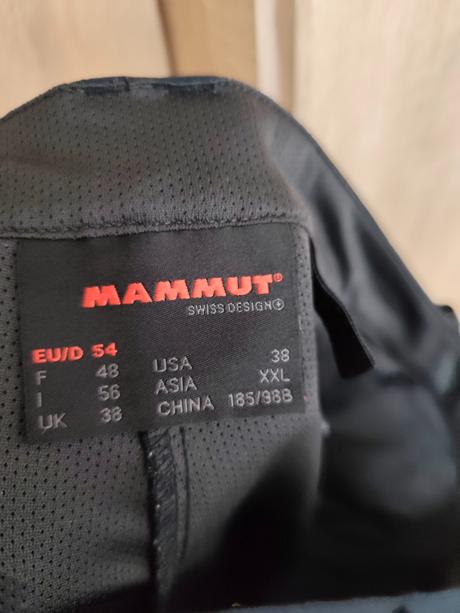 MAMMUT®
SWISS DESIGN
EU/D 54
F 48
I 56
UK 38
USA 38
ASIA XXL
CHINA 185/98B